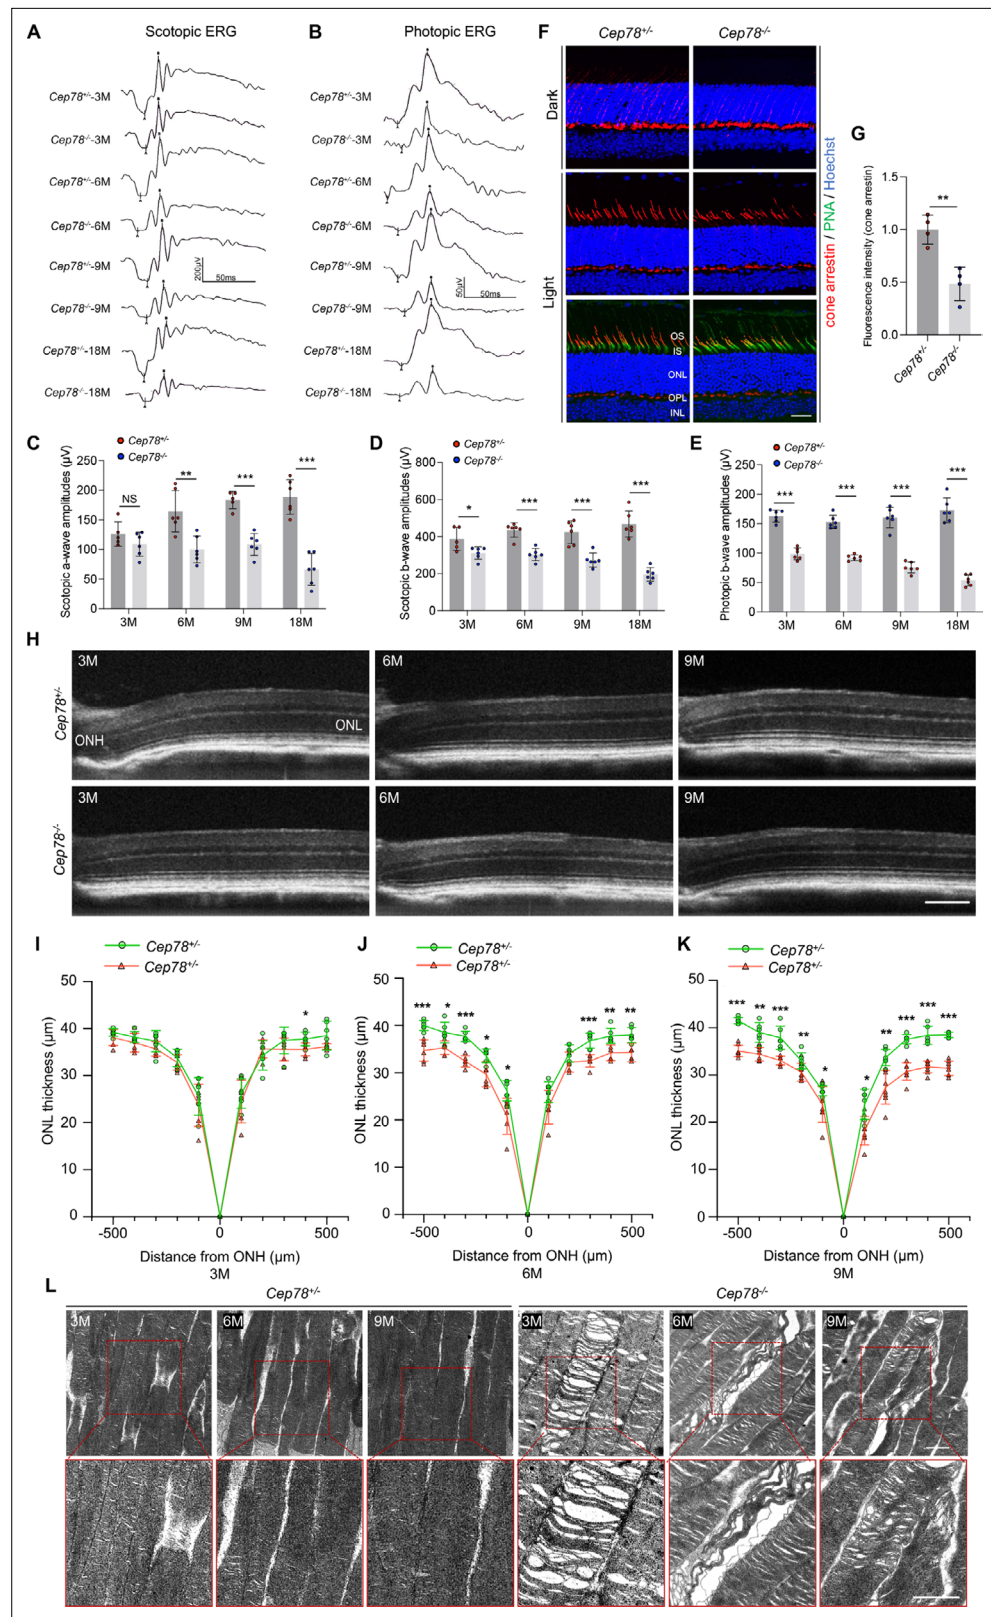 A Scotopic ERG
Cep78+/--3M
Cep78-/--3M
Cep78+/--6M
Cep78-/--6M
Cep78+/--9M
Cep78-/--9M
Cep78+/--18M
Cep78-/--18M
200µV
50ms
B Photopic ERG
Cep78+/--3M
Cep78-/--3M
Cep78+/--6M
Cep78-/--6M
Cep78+/--9M
Cep78-/--9M
Cep78+/--18M
Cep78-/--18M
50µV
50ms
F Cep78+/- Cep78-/-
Dark
Light
OS
IS
ONL
OPL
INL
cone arrestin / PNA / Hoechst
G
Fluorescence intensity (cone arrestin)
1.5
1.0
0.5
0.0
**
Cep78+/- Cep78-/-
C
Cep78+/-
Cep78-/-
Scotopic a-wave amplitudes (µV)
250
200
150
100
50
0
NS ** *** ***
3M 6M 9M 18M
D
Cep78+/-
Cep78-/-
Scotopic b-wave amplitudes (µV)
800
600
400
200
0
* *** *** ***
3M 6M 9M 18M
E
Cep78+/-
Cep78-/-
Photopic b-wave amplitudes (µV)
250
200
150
100
50
0
*** *** *** ***
3M 6M 9M 18M
H
Cep78+/-
3M 6M 9M
ONH ONL
Cep78-/-
3M 6M 9M
I
Cep78+/-
Cep78+/-
ONL thickness (µm)
50
40
30
20
10
0
*
-500 0 500
Distance from ONH (µm)
3M
J
Cep78+/-
Cep78+/-
ONL thickness (µm)
50
40
30
20
10
0
*** * *** * * *** ** **
-500 0 500
Distance from ONH (µm)
6M
K
Cep78+/-
Cep78+/-
ONL thickness (µm)
50
40
30
20
10
0
*** ** *** ** * * ** *** *** ***
-500 0 500
Distance from ONH (µm)
9M
L Cep78+/- Cep78-/-
3M 6M 9M 3M 6M 9M